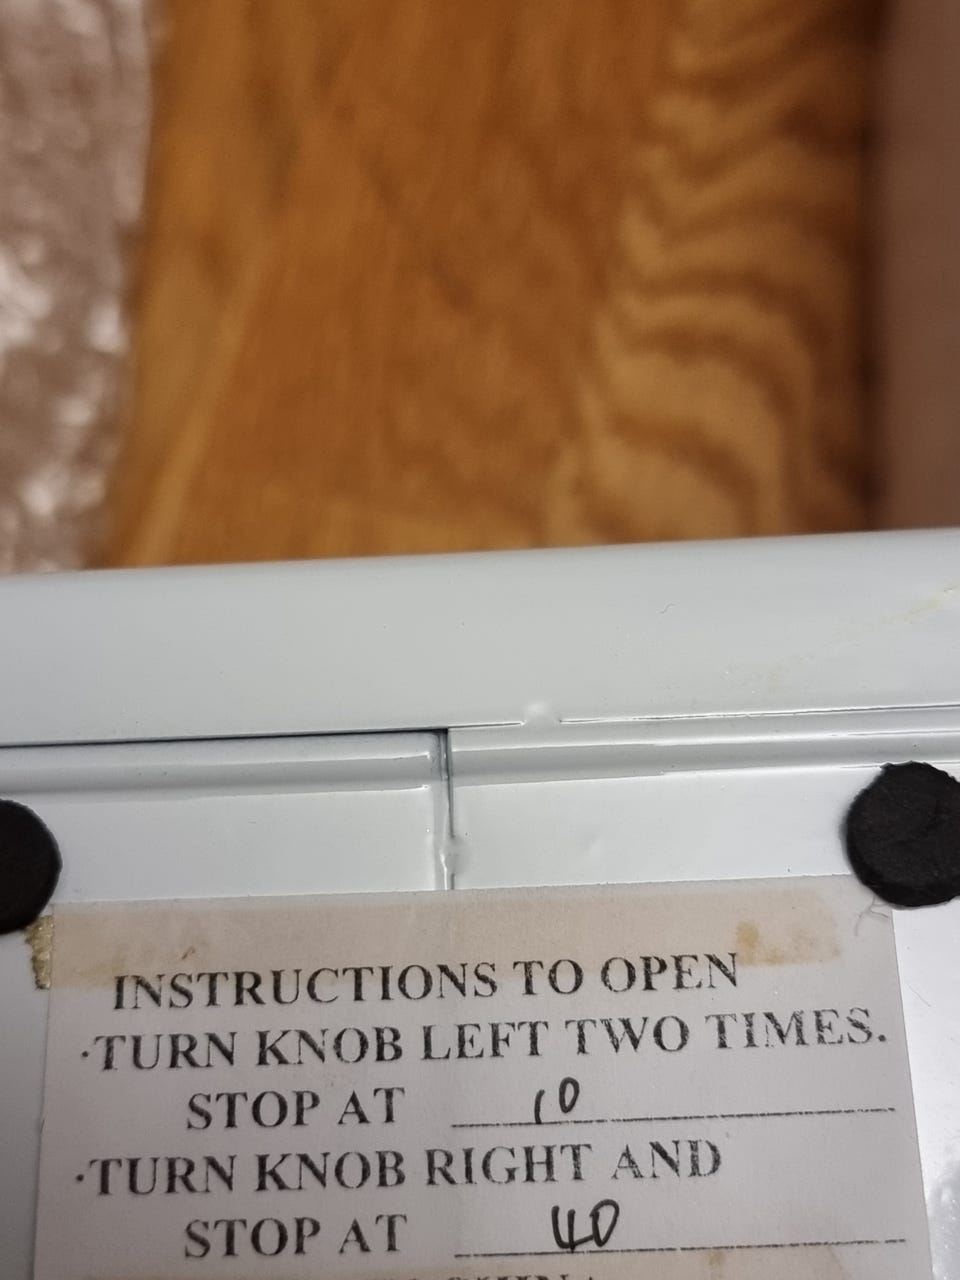 INSTRUCTIONS TO OPEN
·TURN KNOB LEFT TWO TIMES.
STOP AT 10
·TURN KNOB RIGHT AND
STOP AT 40